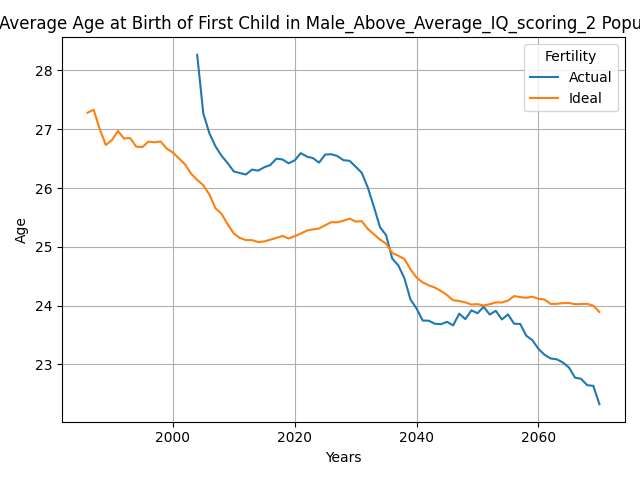 Average Age at Birth of First Child in Male_Above_Average_IQ_scoring_2 Popu
Fertility
Actual
Ideal
28
27
26
25
24
23
Age
2000
2020
2040
2060
Years